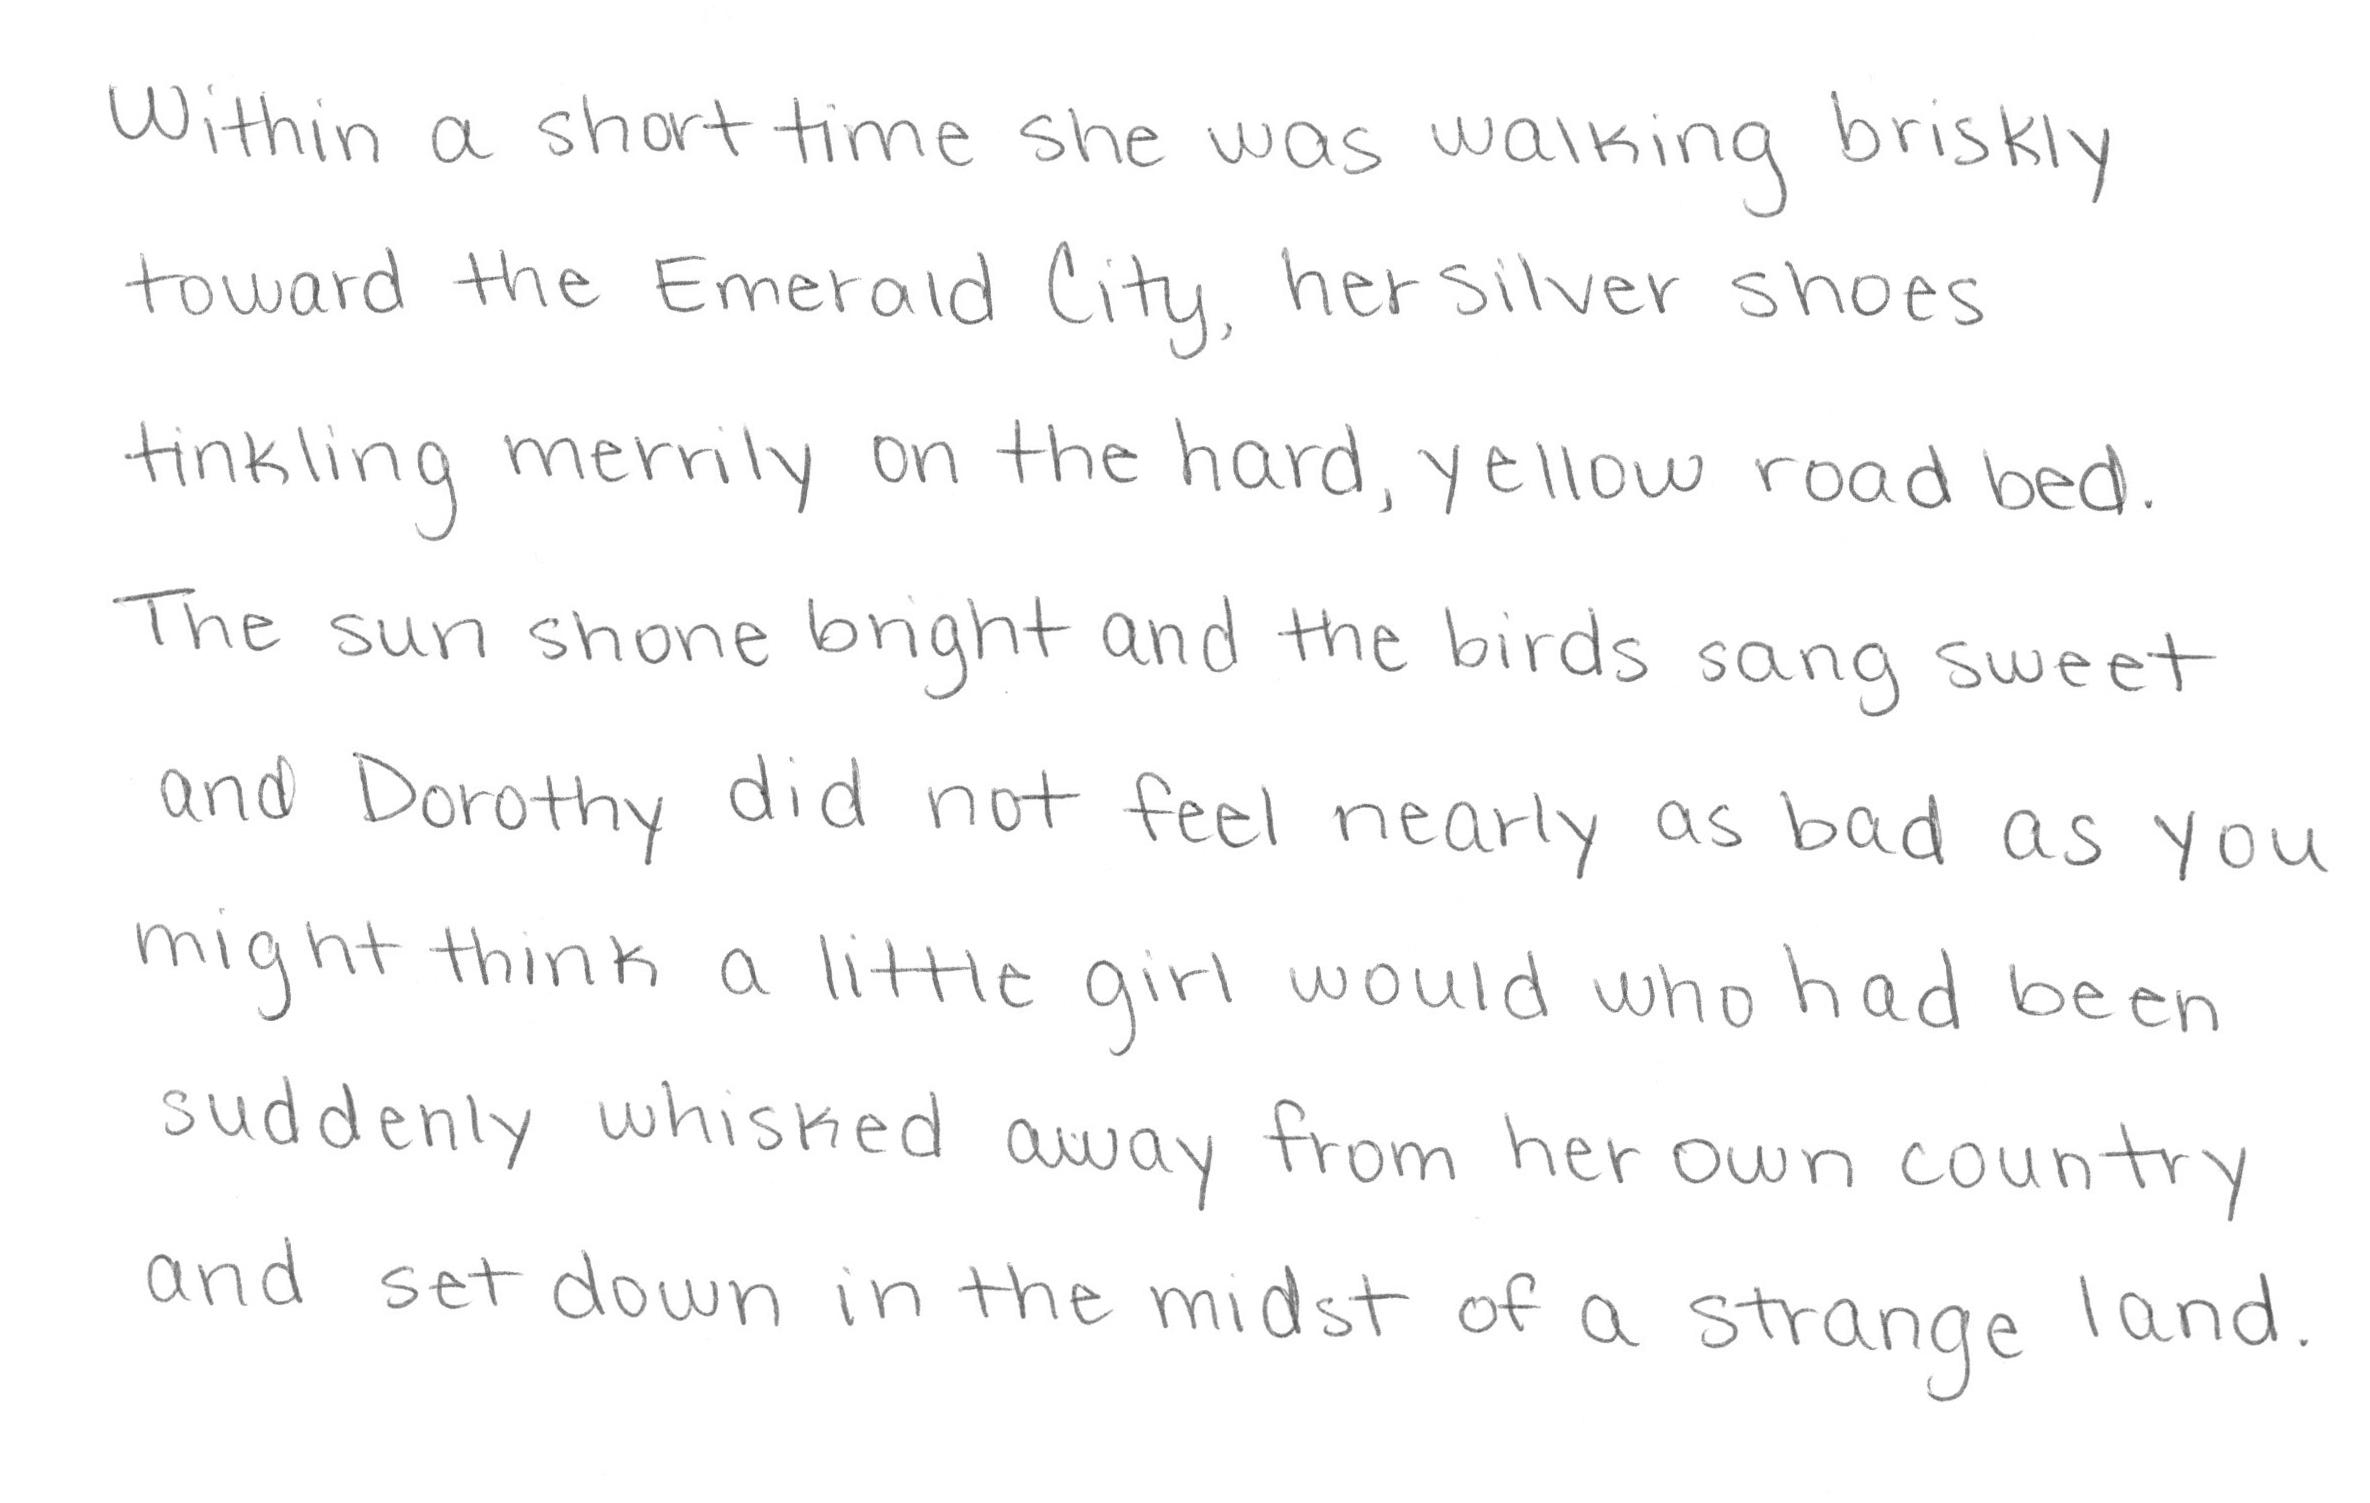 Within a short time she was walking briskly
toward the Emerald City, her silver shoes
tinkling merrily on the hard, yellow road bed.
The sun shone bright and the birds sang sweet
and Dorothy did not feel nearly as bad as you
might think a little girl would who had been
suddenly whisked away from her own country
and set down in the midst of a strange land.